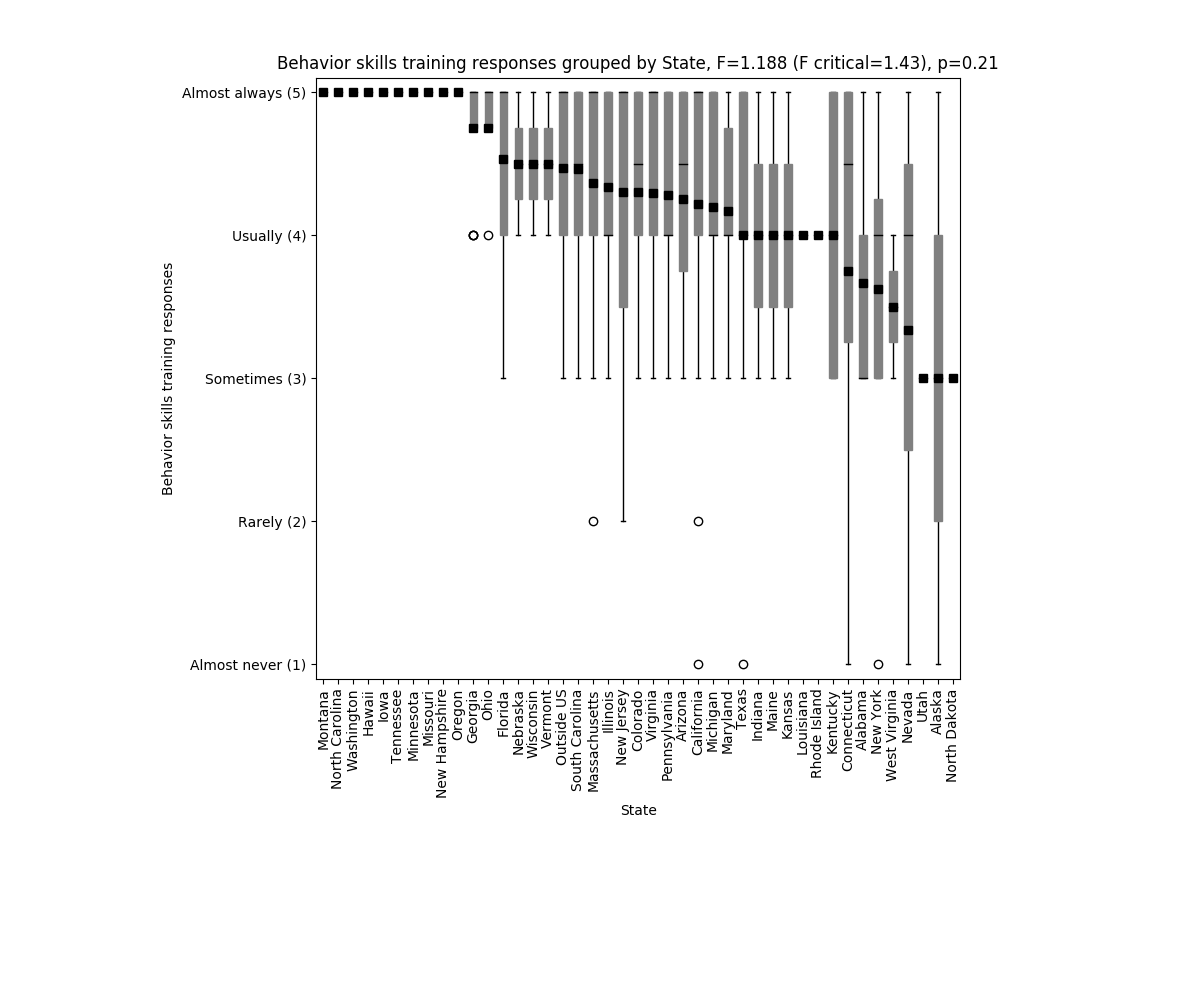 Behavior skills training responses grouped by State, F=1.188 (F critical=1.43), p=0.21
Almost always (5)
Usually (4)
Sometimes (3)
Rarely (2)
Almost never (1)
Behavior skills training responses
Montana
North Carolina
Washington
Hawaii
Iowa
Tennessee
Minnesota
Missouri
New Hampshire
Oregon
Georgia
Ohio
Florida
Nebraska
Wisconsin
Vermont
Outside US
South Carolina
Massachusetts
Illinois
New Jersey
Colorado
Virginia
Pennsylvania
Arizona
California
Michigan
Maryland
Texas
Indiana
Maine
Kansas
Louisiana
Rhode Island
Kentucky
Connecticut
Alabama
New York
West Virginia
Nevada
Utah
Alaska
North Dakota
State